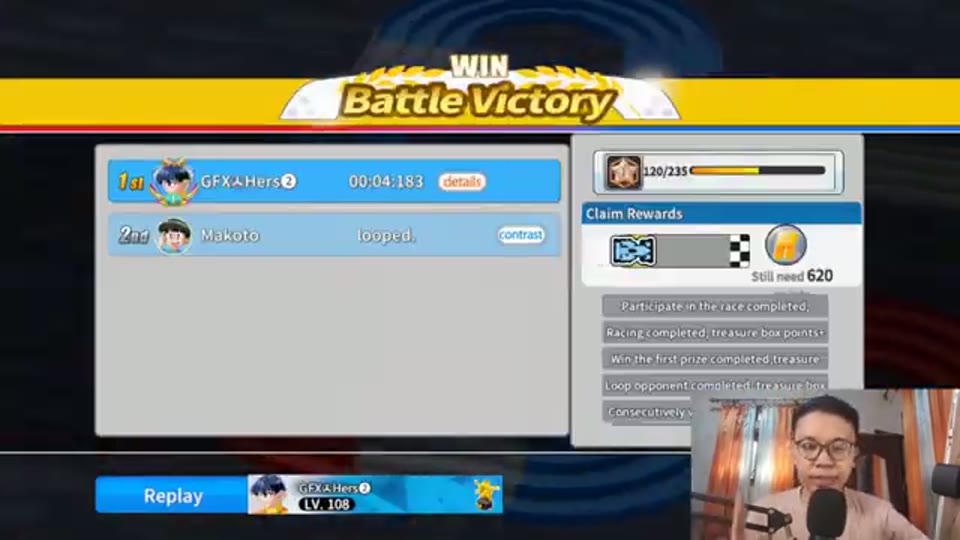 WIN
Battle Victory
1st GFX人Hers2 00:04:183 details
2nd Makoto looped. contrast
120/235
Claim Rewards
Still need 620
Participate in the race completed,
Racing completed, treasure box points+
Win the first prize completed,treasure
Loop opponent completed, treasure box
Consecutively
Replay
GFX人Hers2
LV. 108